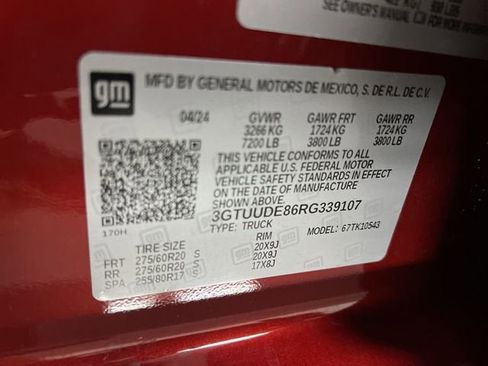 SEE OWNER'S MANUAL
gm
MFD BY GENERAL MOTORS DE MEXICO, S. DE R.L. DE C.V.
04/24 GVWR GAWR FRT GAWR RR
3266 KG 1724 KG 1724 KG
7200 LB 3800 LB 3800 LB
THIS VEHICLE CONFORMS TO ALL
APPLICABLE U.S. FEDERAL MOTOR
VEHICLE SAFETY STANDARDS IN EFFECT
ON THE DATE OF MANUFACTURE
SHOWN ABOVE.
3GTUUDE86RG339107
TYPE: TRUCK MODEL: 67TK10543
170H
TIRE SIZE RIM
FRT 275/60R20 S 20X9J
RR 275/60R20 S 20X9J
SPA 255/80R17 17X8J